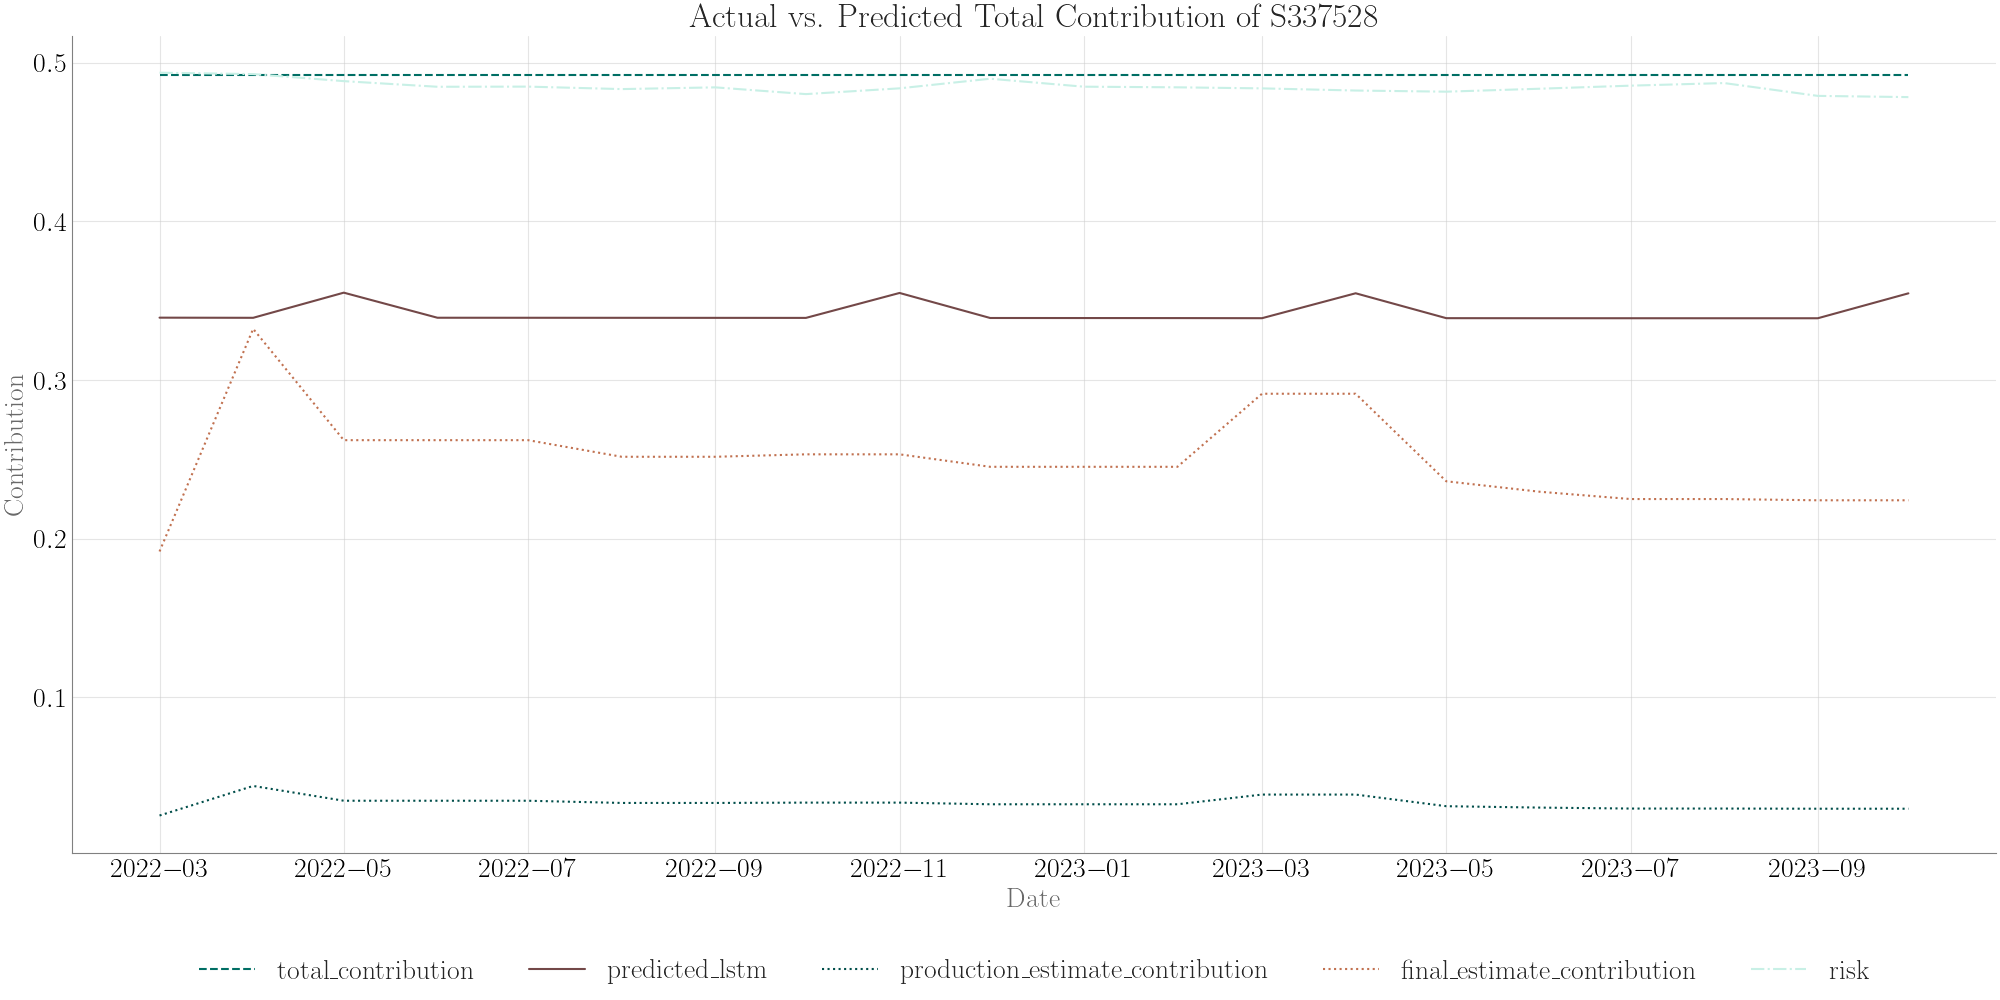 Actual vs. Predicted Total Contribution of S337528
0.5
0.4
0.3
0.2
0.1
Contribution
2022−03 2022−05 2022−07 2022−09 2022−11 2023−01 2023−03 2023−05 2023−07 2023−09
Date
total_contribution predicted_lstm production_estimate_contribution final_estimate_contribution risk